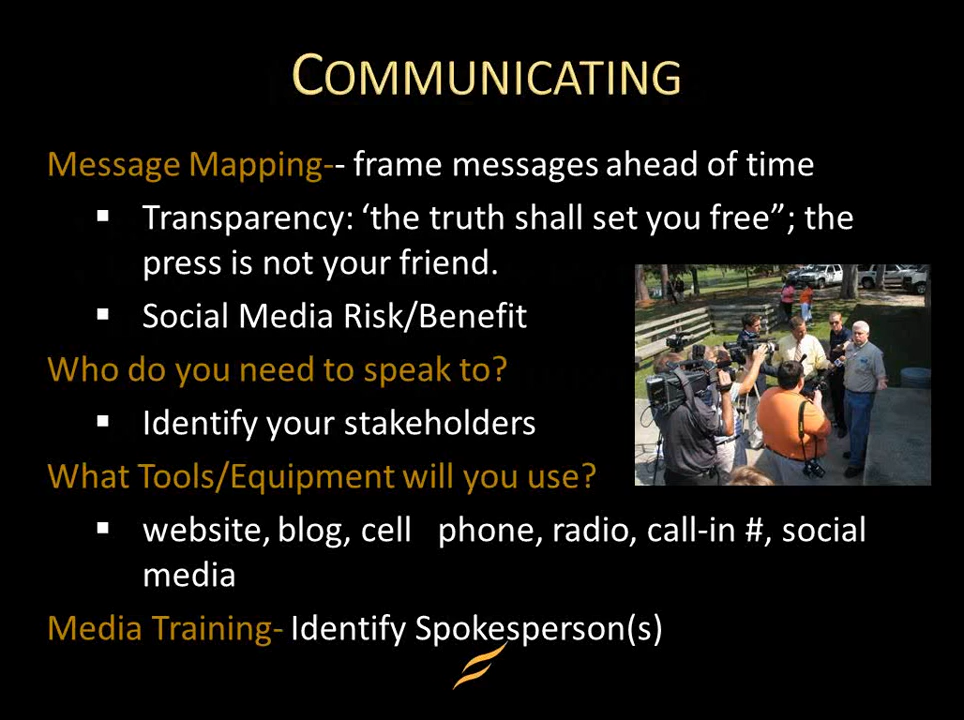 COMMUNICATING
Message Mapping-- frame messages ahead of time
▪ Transparency: ‘the truth shall set you free”; the
press is not your friend.
▪ Social Media Risk/Benefit
Who do you need to speak to?
▪ Identify your stakeholders
What Tools/Equipment will you use?
▪ website, blog, cell phone, radio, call-in #, social
media
Media Training- Identify Spokesperson(s)